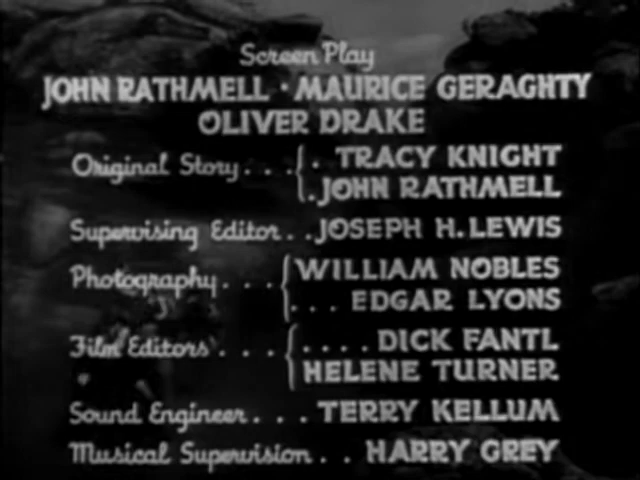 Screen Play
JOHN RATHMELL · MAURICE GERAGHTY
OLIVER DRAKE
Original Story . . . { . TRACY KNIGHT
. JOHN RATHMELL
Supervising Editor . . JOSEPH H. LEWIS
Photography . . . { WILLIAM NOBLES
. . . EDGAR LYONS
Film Editors . . . { . . . . DICK FANTL
HELENE TURNER
Sound Engineer . . . TERRY KELLUM
Musical Supervision . . HARRY GREY